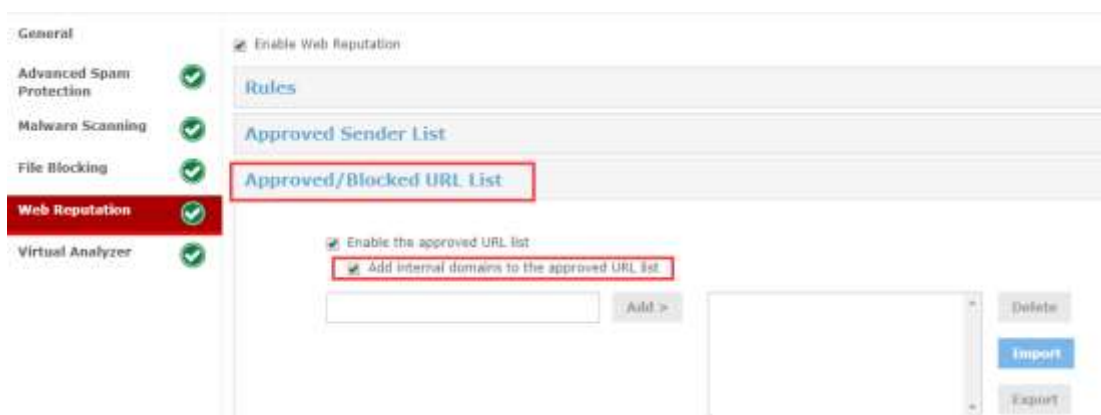 General
Enable Web Reputation
Advanced Spam
Protection
Rules
Malware Scanning
Approved Sender List
File Blocking
Approved/Blocked URL List
Web Reputation
Enable the approved URL list
Virtual Analyzer
Add internal domains to the approved URL list
Add >
Delete
Import
Export